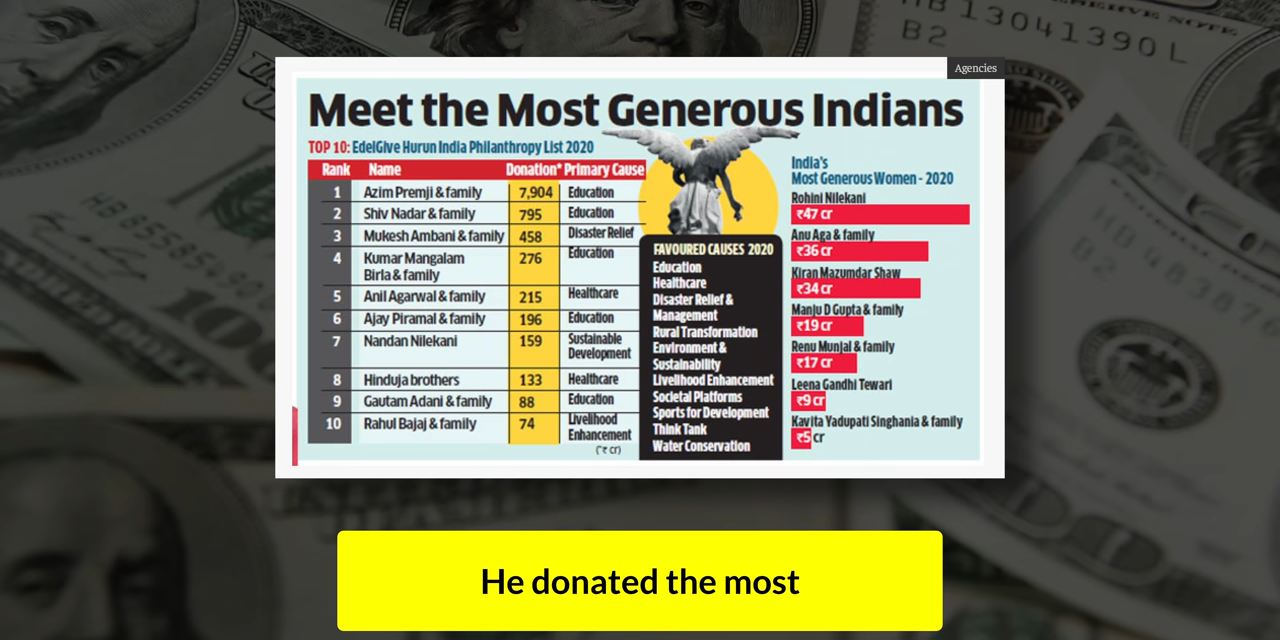 HB 13041390 L
B2
Agencies
Meet the Most Generous Indians
TOP 10: EdelGive Hurun India Philanthropy List 2020
Rank Name Donation* Primary Cause
1 Azim Premji & family 7,904 Education
2 Shiv Nadar & family 795 Education
3 Mukesh Ambani & family 458 Disaster Relief
4 Kumar Mangalam 276 Education
Birla & family
5 Anil Agarwal & family 215 Healthcare
6 Ajay Piramal & family 196 Education
7 Nandan Nilekani 159 Sustainable
Development
8 Hinduja brothers 133 Healthcare
9 Gautam Adani & family 88 Education
10 Rahul Bajaj & family 74 Livelihood
Enhancement
(*₹ cr)
FAVOURED CAUSES 2020
Education
Healthcare
Disaster Relief &
Management
Rural Transformation
Environment &
Sustainability
Livelihood Enhancement
Societal Platforms
Sports for Development
Think Tank
Water Conservation
India's
Most Generous Women - 2020
Rohini Nilekani
₹47 cr
Anu Aga & family
₹36 cr
Kiran Mazumdar Shaw
₹34 cr
Manju D Gupta & family
₹19 cr
Renu Munjal & family
₹17 cr
Leena Gandhi Tewari
₹9 cr
Kavita Yadupati Singhania & family
₹5 cr
He donated the most